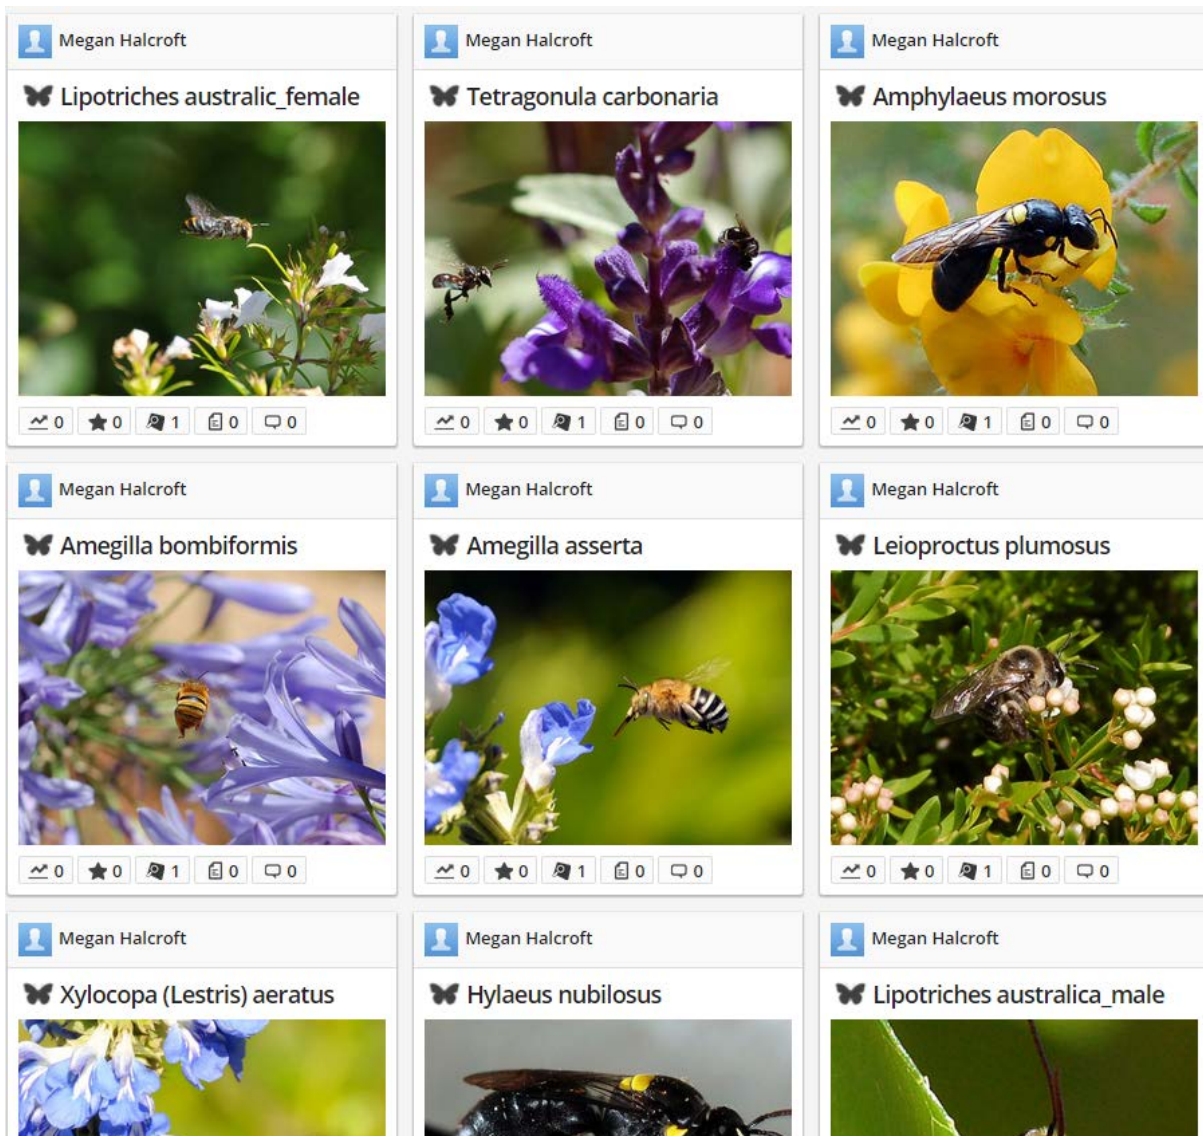 Megan Halcroft
Megan Halcroft
Megan Halcroft
Lipotriches australic_female
Tetragonula carbonaria
Amphylaeus morosus
0 0 1 0 0
0 0 1 0 0
0 0 1 0 0
Megan Halcroft
Megan Halcroft
Megan Halcroft
Amegilla bombiformis
Amegilla asserta
Leioproctus plumosus
0 0 1 0 0
0 0 1 0 0
0 0 1 0 0
Megan Halcroft
Megan Halcroft
Megan Halcroft
Xylocopa (Lestris) aeratus
Hylaeus nubilosus
Lipotriches australica_male